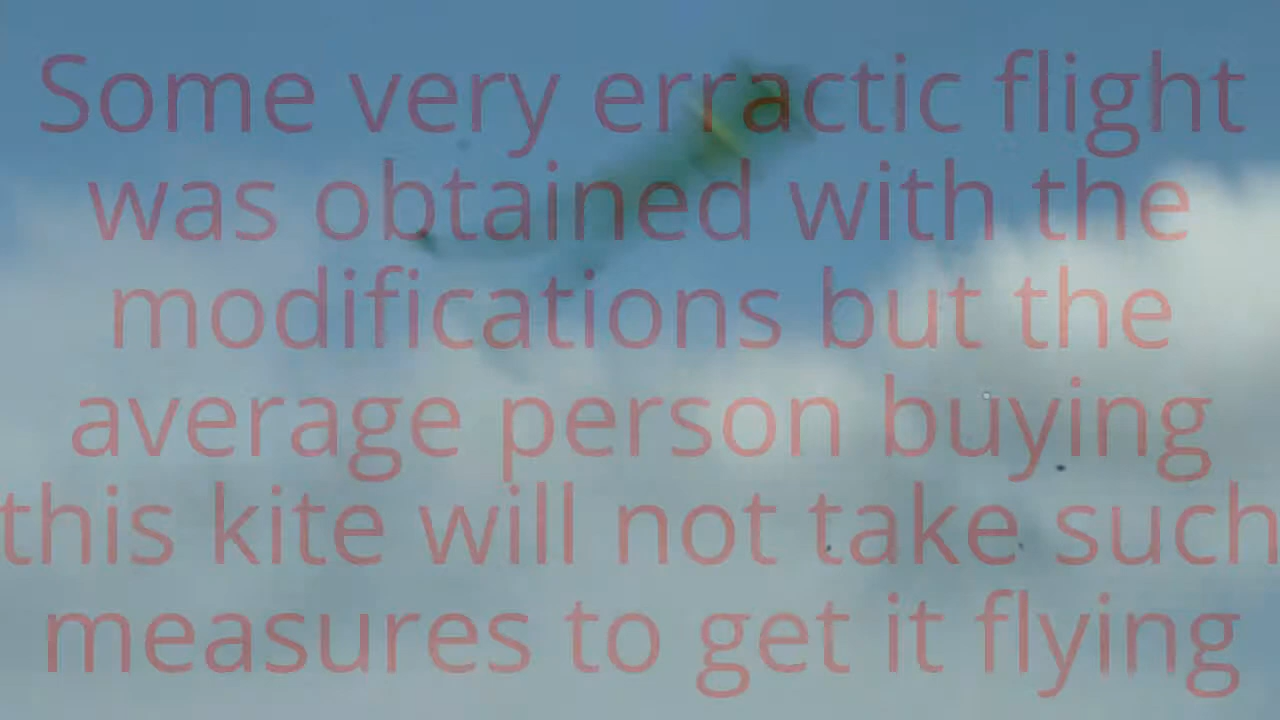 Some very erractic flight
was obtained with the
modifications but the
average person buying
this kite will not take such
measures to get it flying